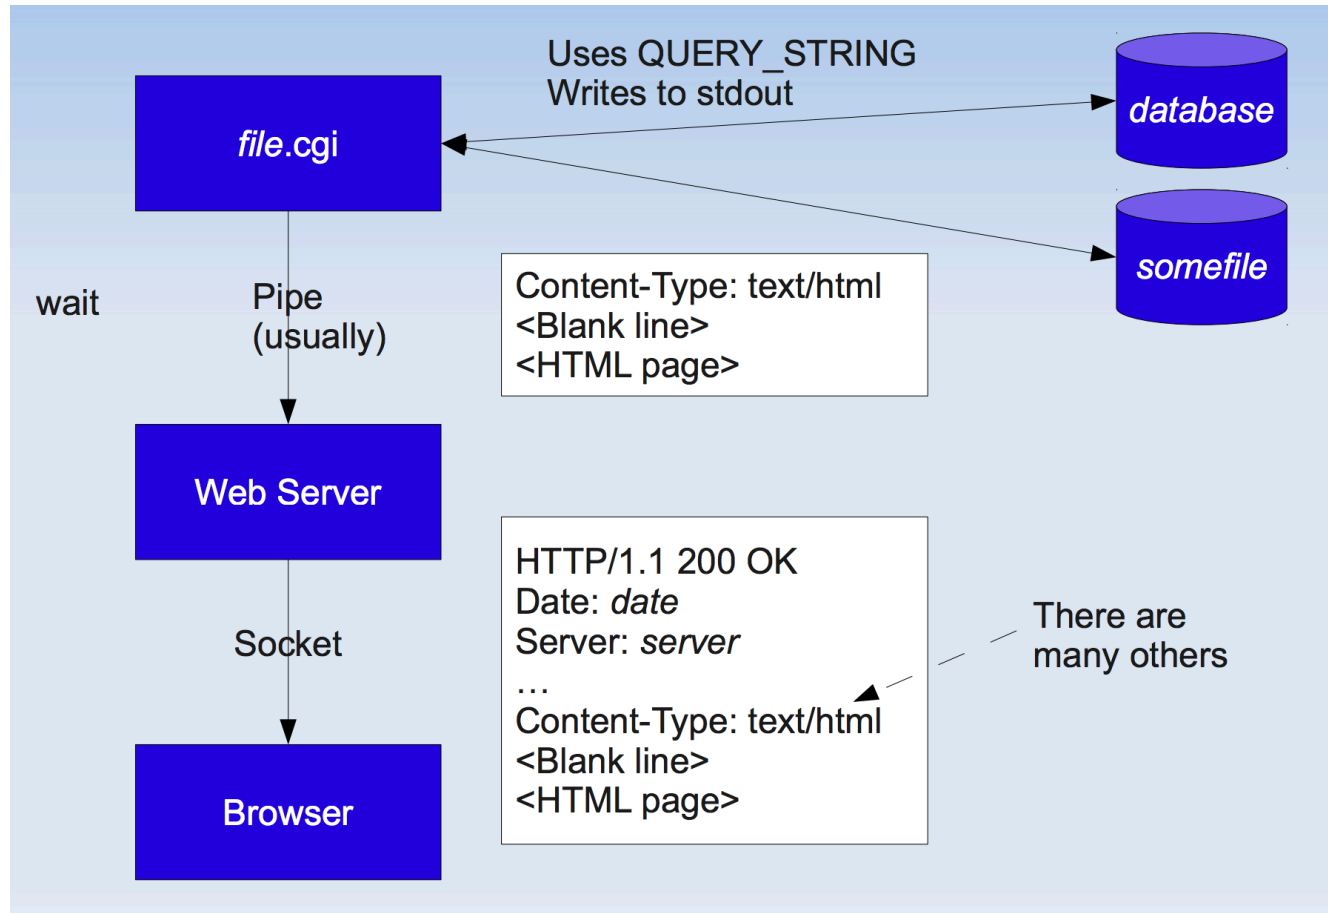 Uses QUERY_STRING
Writes to stdout
file.cgi
database
somefile
wait
Pipe
(usually)
Content-Type: text/html
<Blank line>
<HTML page>
Web Server
HTTP/1.1 200 OK
Date: date
Server: server
…
Content-Type: text/html
<Blank line>
<HTML page>
There are
many others
Socket
Browser